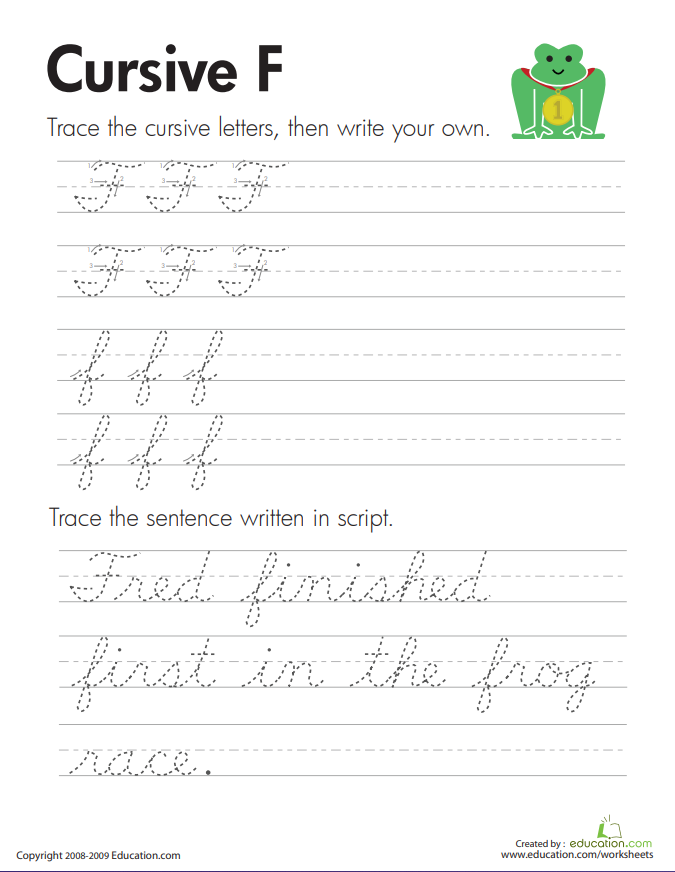 Cursive F
Trace the cursive letters, then write your own.
1
F F F
F F F
f f f
f f f
Trace the sentence written in script.
Fred finished
first in the frog
race.
Created by : education.com
Copyright 2008-2009 Education.com
www.education.com/worksheets